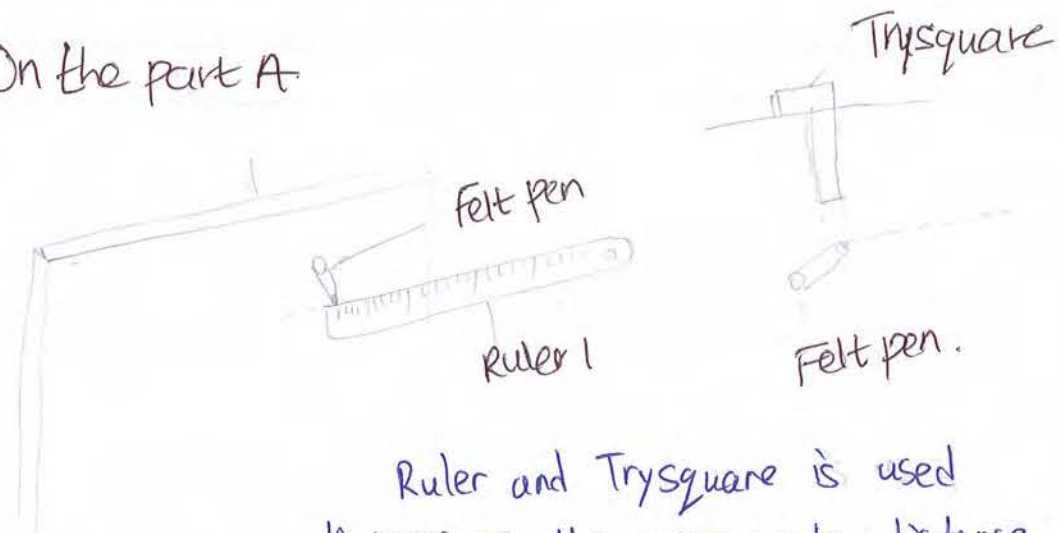 On the part A
Trysquare
Felt pen
Ruler 1
Felt pen.
Ruler and Trysquare is used